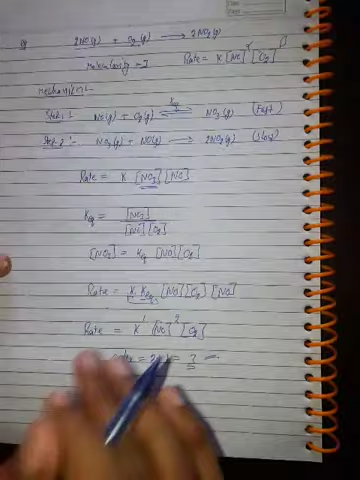 2NO(g) + O₂(g) ⟶ 2NO₂(g)
Rate = K [NO] [O₂]
mechanism:-
Step 1:- NO(g) + O₂(g) ⇌ NO₃(g) (Fast)
Step-2:- NO₃(g) + NO(g) ⟶ 2NO₂(g) (Slow)
Rate = K [NO₃] [NO]
Keq = [NO₃] / [NO][O₂]
[NO₃] = Keq [NO][O₂]
Rate = K Keq [NO][O₂] [NO]
Rate = K' [NO]² [O₂]
= 3